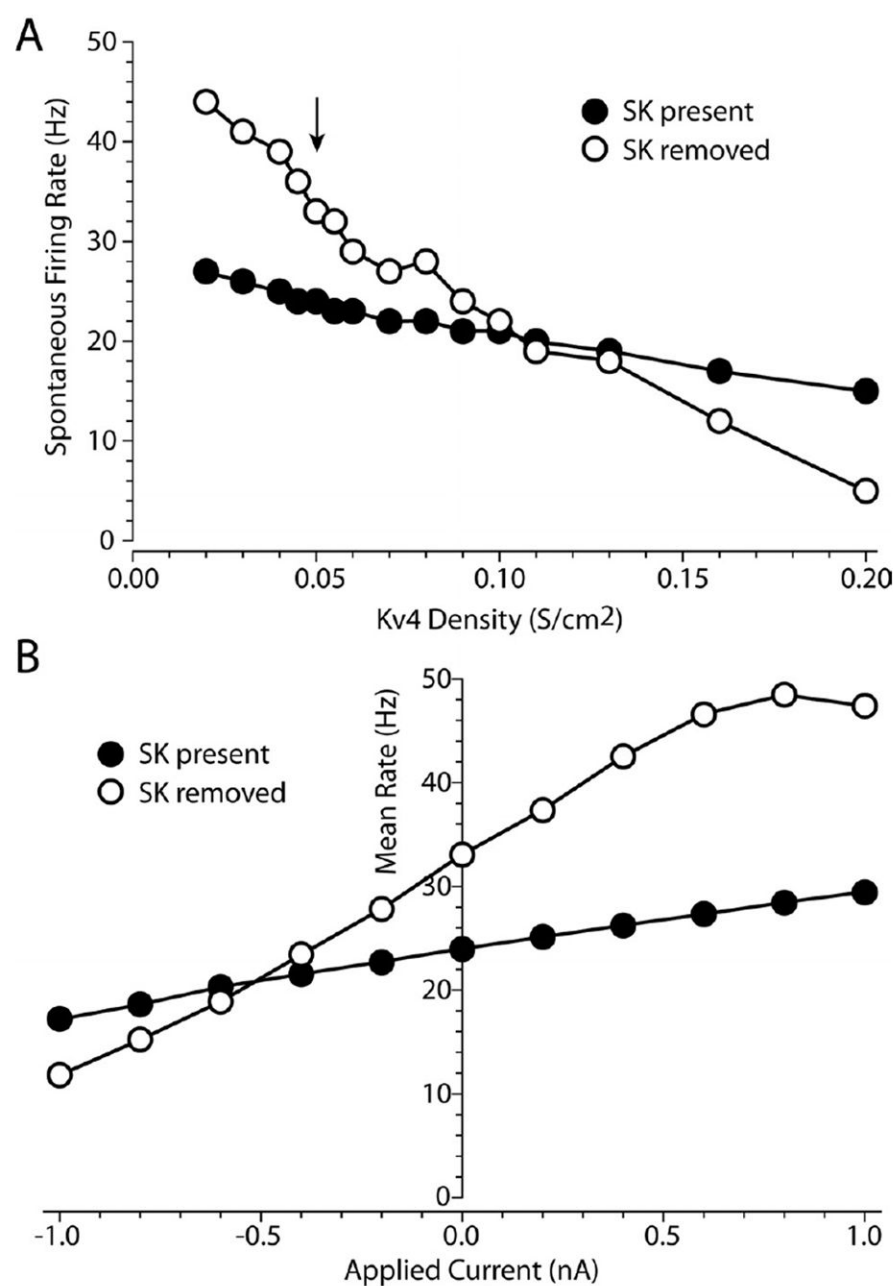 A
50
40
30
20
10
0
Spontaneous Firing Rate (Hz)
SK present
SK removed
0.00
0.05
0.10
0.15
0.20
Kv4 Density (S/cm2)
B
SK present
SK removed
50
40
30
20
10
0
Mean Rate (Hz)
-1.0
-0.5
0.0
0.5
1.0
Applied Current (nA)